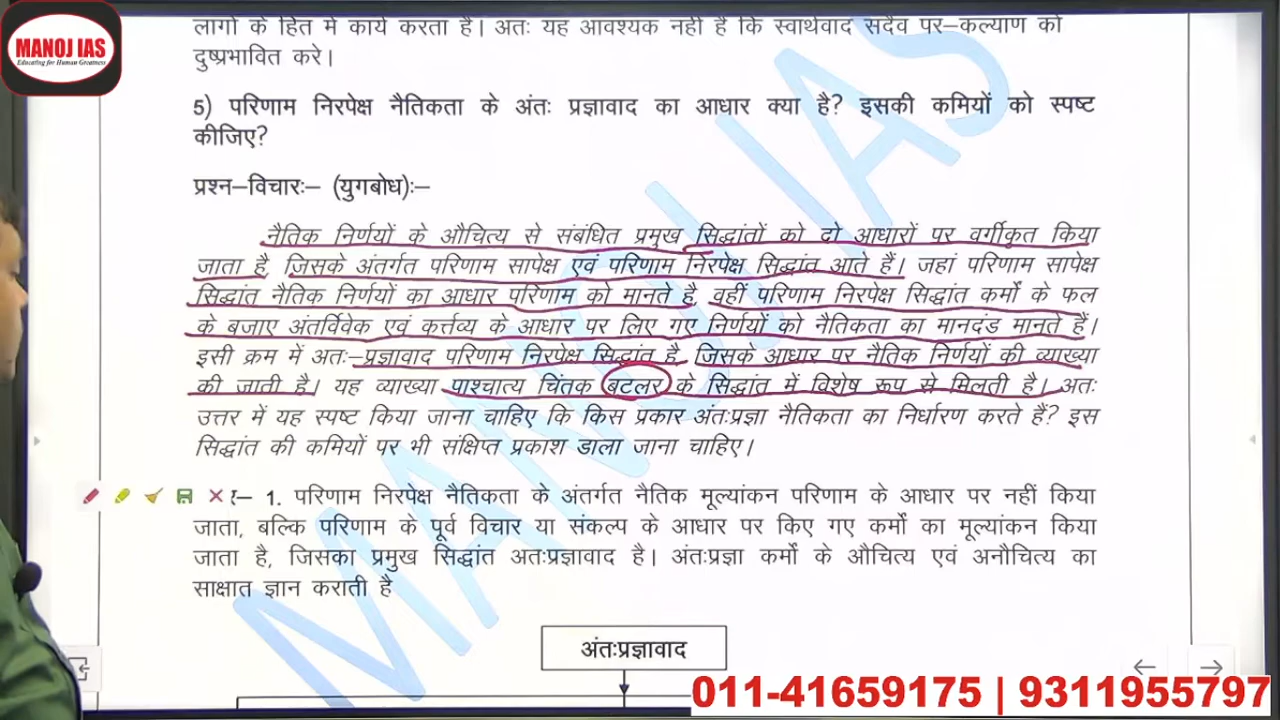 लोगों के हित में कार्य करता है। अतः यह आवश्यक नहीं है कि स्वार्थवाद सदैव पर–कल्याण को
दुष्प्रभावित करे।
MANOJ IAS
Educating for Human Greatness
5) परिणाम निरपेक्ष नैतिकता के अंतः प्रज्ञावाद का आधार क्या है? इसकी कमियों को स्पष्ट
कीजिए?
प्रश्न–विचारः– (युगबोध):–
नैतिक निर्णयों के औचित्य से संबंधित प्रमुख सिद्धांतों को दो आधारों पर वर्गीकृत किया
जाता है, जिसके अंतर्गत परिणाम सापेक्ष एवं परिणाम निरपेक्ष सिद्धांत आते हैं। जहां परिणाम सापेक्ष
सिद्धांत नैतिक निर्णयों का आधार परिणाम को मानते है, वहीं परिणाम निरपेक्ष सिद्धांत कर्मों के फल
के बजाए अंतर्विवेक एवं कर्त्तव्य के आधार पर लिए गए निर्णयों को नैतिकता का मानदंड मानते हैं।
इसी क्रम में अतः–प्रज्ञावाद परिणाम निरपेक्ष सिद्धांत है, जिसके आधार पर नैतिक निर्णयों की व्याख्या
की जाती है। यह व्याख्या पाश्चात्य चिंतक बटलर के सिद्धांत में विशेष रूप से मिलती है। अतः
उत्तर में यह स्पष्ट किया जाना चाहिए कि किस प्रकार अंतःप्रज्ञा नैतिकता का निर्धारण करते हैं? इस
सिद्धांत की कमियों पर भी संक्षिप्त प्रकाश डाला जाना चाहिए।
1. परिणाम निरपेक्ष नैतिकता के अंतर्गत नैतिक मूल्यांकन परिणाम के आधार पर नहीं किया
जाता, बल्कि परिणाम के पूर्व विचार या संकल्प के आधार पर किए गए कर्मों का मूल्यांकन किया
जाता है, जिसका प्रमुख सिद्धांत अतःप्रज्ञावाद है। अंतःप्रज्ञा कर्मों के औचित्य एवं अनौचित्य का
साक्षात ज्ञान कराती है
अंतःप्रज्ञावाद
MANOJ IAS
011-41659175 | 9311955797